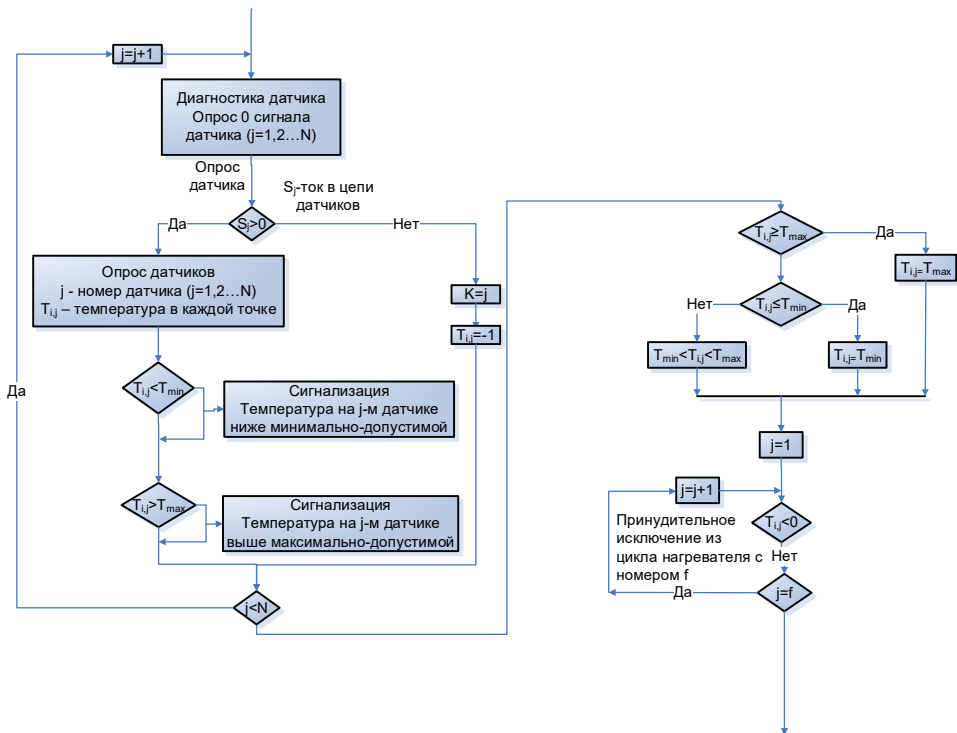 j=j+1
Диагностика датчика
Опрос 0 сигнала
датчика (j=1,2…N)
Опрос
датчика
Sj-ток в цепи
датчиков
Да
Sj>0
Нет
Опрос датчиков
j - номер датчика (j=1,2…N)
Ti,j – температура в каждой точке
K=j
Ti,j=-1
Да
Ti,j<Tmin
Сигнализация
Температура на j-м датчике
ниже минимально-допустимой
Ti,j>Tmax
Сигнализация
Температура на j-м датчике
выше максимально-допустимой
j<N
Ti,j≥Tmax
Да
Ti,j=Tmax
Нет
Ti,j≤Tmin
Да
Tmin<Ti,j<Tmax
Ti,j=Tmin
j=1
j=j+1
Ti,j<0
Принудительное
исключение из
цикла нагревателя с
номером f
Нет
Да
j=f